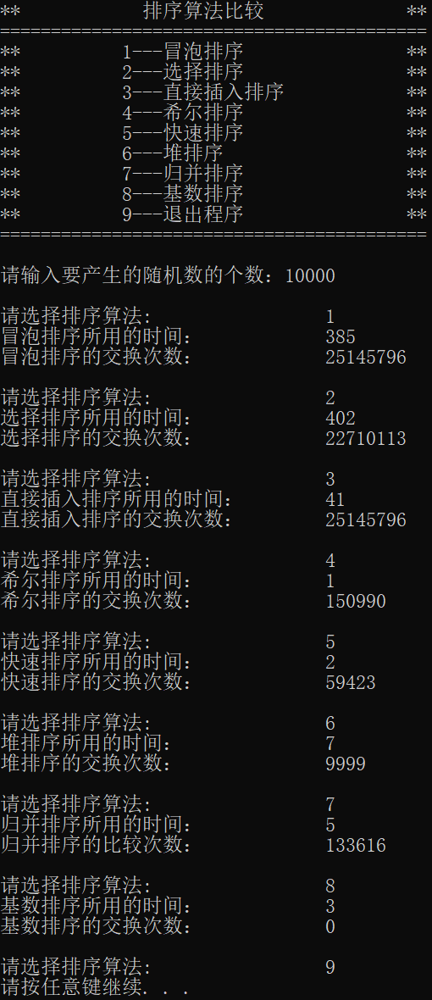 ** 排序算法比较 **
==========================================
** 1---冒泡排序 **
** 2---选择排序 **
** 3---直接插入排序 **
** 4---希尔排序 **
** 5---快速排序 **
** 6---堆排序 **
** 7---归并排序 **
** 8---基数排序 **
** 9---退出程序 **
==========================================
请输入要产生的随机数的个数：10000
请选择排序算法: 1
冒泡排序所用的时间： 385
冒泡排序的交换次数： 25145796
请选择排序算法: 2
选择排序所用的时间： 402
选择排序的交换次数： 22710113
请选择排序算法: 3
直接插入排序所用的时间： 41
直接插入排序的交换次数： 25145796
请选择排序算法: 4
希尔排序所用的时间： 1
希尔排序的交换次数： 150990
请选择排序算法: 5
快速排序所用的时间： 2
快速排序的交换次数： 59423
请选择排序算法: 6
堆排序所用的时间： 7
堆排序的交换次数： 9999
请选择排序算法: 7
归并排序所用的时间： 5
归并排序的比较次数： 133616
请选择排序算法: 8
基数排序所用的时间： 3
基数排序的交换次数： 0
请选择排序算法: 9
请按任意键继续. . .